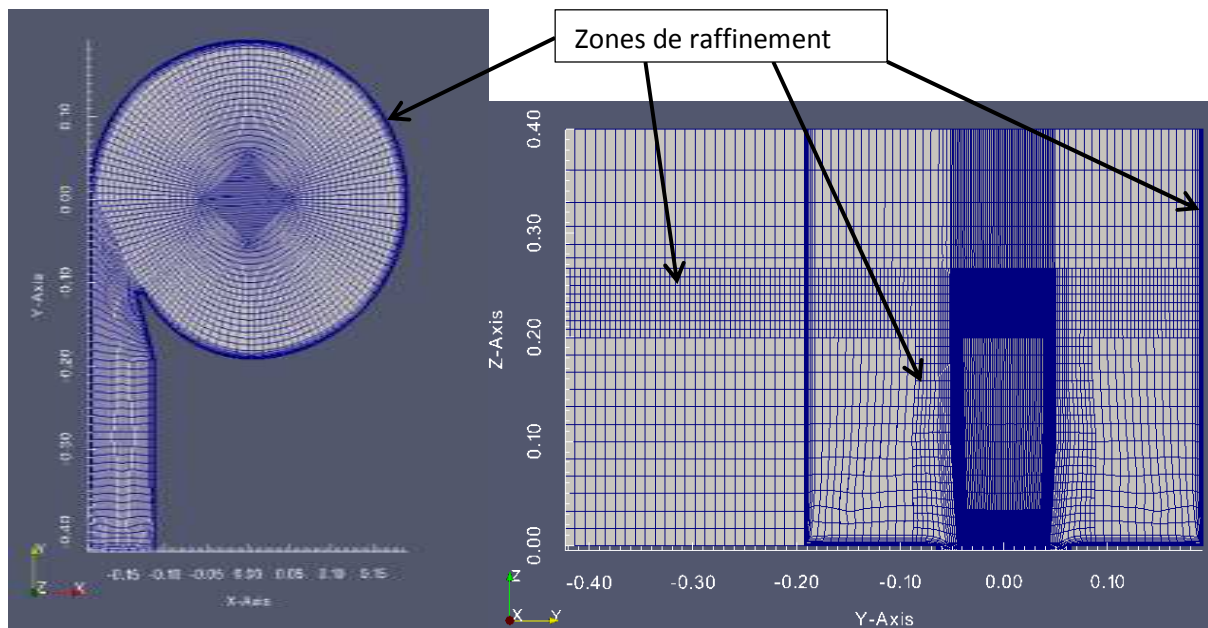 Zones de raffinement
0.10
0.00
-0.10
-0.20
-0.30
-0.40
Y-Axis
-0.15 -0.10 -0.05 0.00 0.05 0.10 0.15
X-Axis
Y
Z X
0.40
0.30
0.20
0.10
0.00
Z-Axis
-0.40 -0.30 -0.20 -0.10 0.00 0.10
Y-Axis
Z
X Y